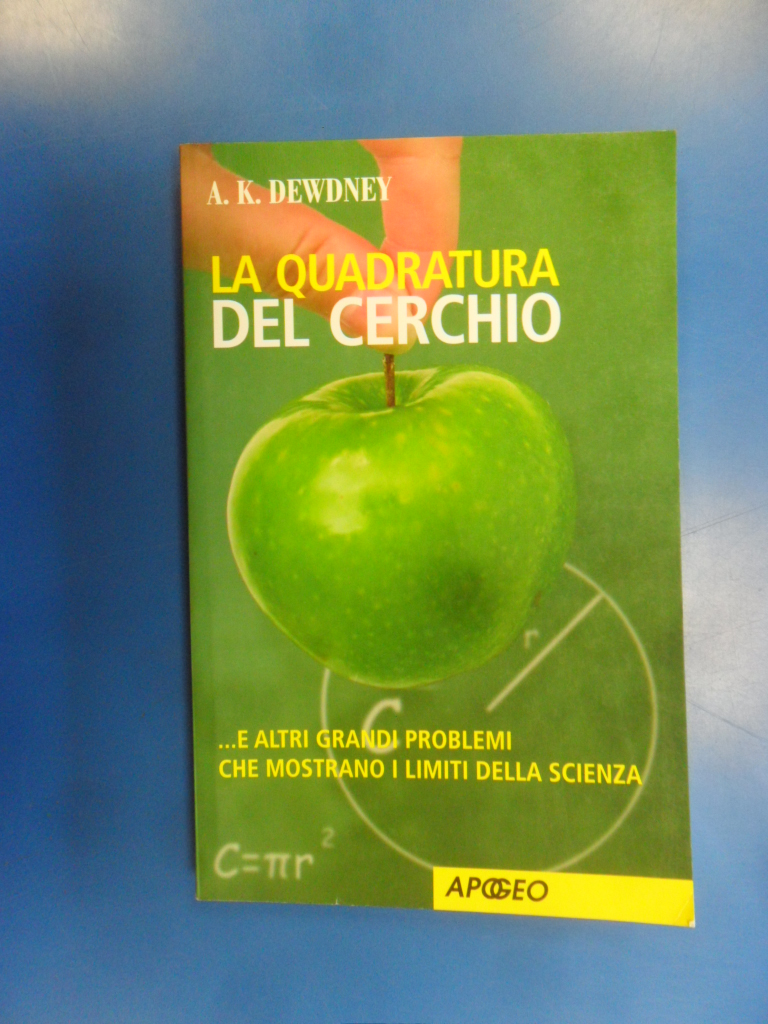 A. K. DEWDNEY
LA QUADRATURA
DEL CERCHIO
r
C
...E ALTRI GRANDI PROBLEMI
CHE MOSTRANO I LIMITI DELLA SCIENZA
C=πr²
APOGEO